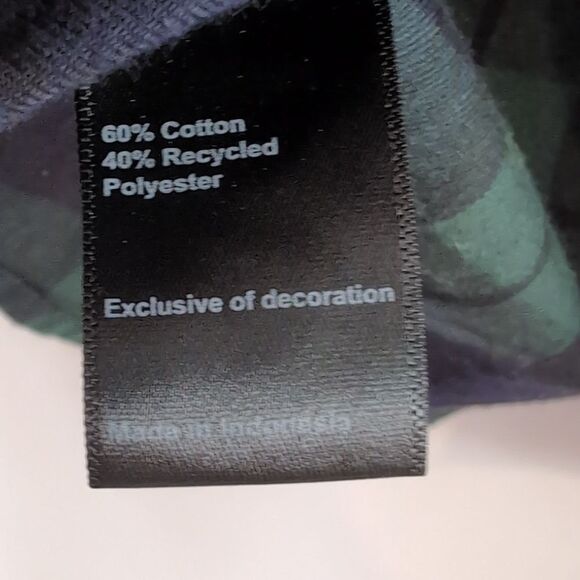 60% Cotton
40% Recycled
Polyester
Exclusive of decoration
Made in Indonesia